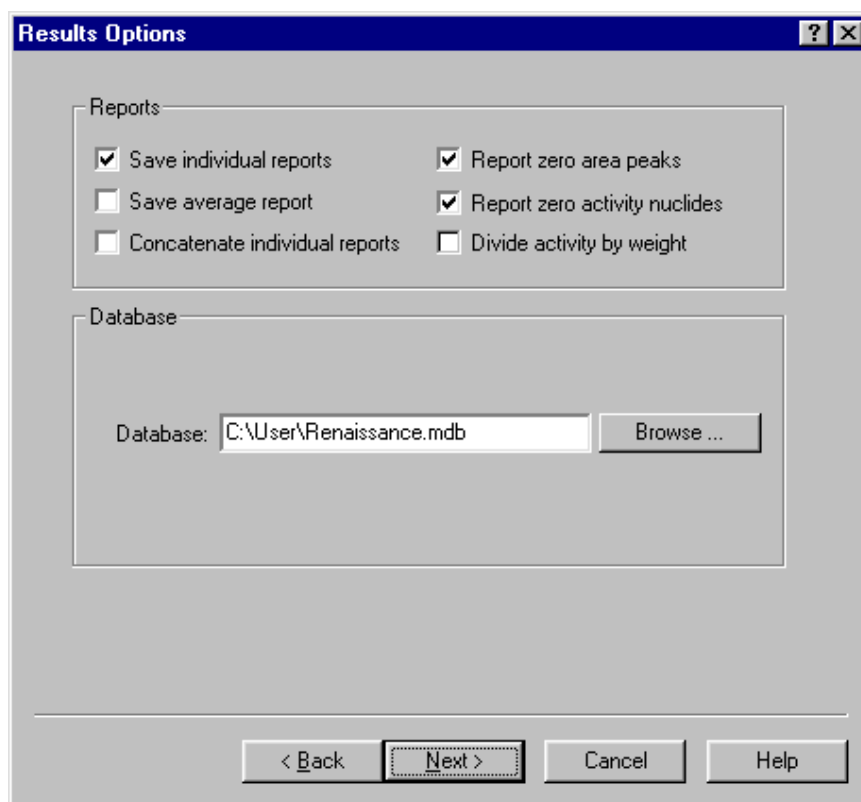 Results Options
Reports
Save individual reports
Report zero area peaks
Save average report
Report zero activity nuclides
Concatenate individual reports
Divide activity by weight
Database
Database: C:\User\Renaissance.mdb Browse ...
< Back Next > Cancel Help